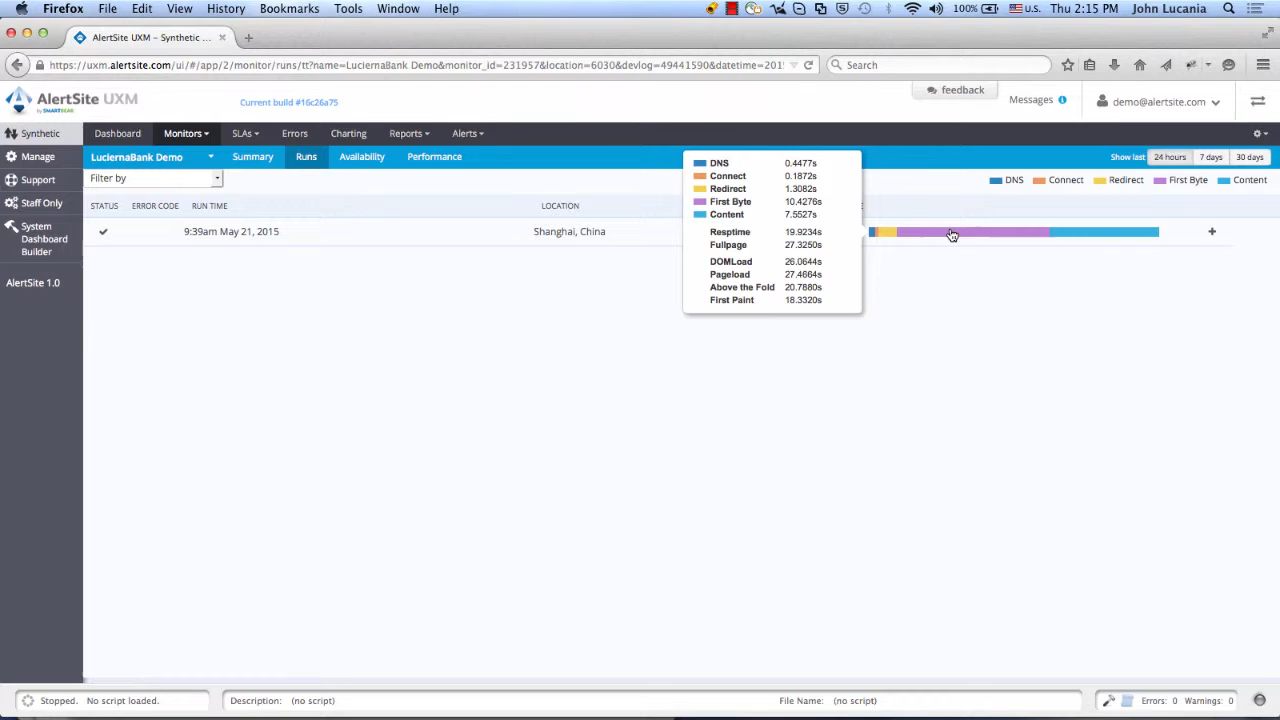 Firefox File Edit View History Bookmarks Tools Window Help 100% U.S. Thu 2:15 PM John Lucania
AlertSite UXM – Synthetic ...
https://uxm.alertsite.com/ui/#/app/2/monitor/runs/tt?name=LuciernaBank Demo&monitor_id=231957&location=6030&devlog=49441590&datetime=201 Search
AlertSite UXM
by SMARTBEAR
Current build #16c26a75
feedback
Messages
demo@alertsite.com
Synthetic Dashboard Monitors SLAs Errors Charting Reports Alerts
Manage LuciernaBank Demo Summary Runs Availability Performance Show last 24 hours 7 days 30 days
Support Filter by DNS Connect Redirect First Byte Content
Staff Only
System
Dashboard
Builder
AlertSite 1.0
STATUS ERROR CODE RUN TIME LOCATION
9:39am May 21, 2015 Shanghai, China
DNS 0.4477s
Connect 0.1872s
Redirect 1.3082s
First Byte 10.4276s
Content 7.5527s
Resptime 19.9234s
Fullpage 27.3250s
DOMLoad 26.0644s
Pageload 27.4664s
Above the Fold 20.7880s
First Paint 18.3320s
Stopped. No script loaded. Description: (no script) File Name: (no script) Errors: 0 Warnings: 0